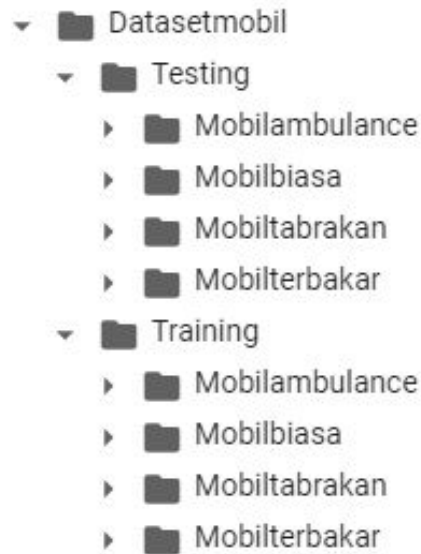 Datasetmobil
Testing
Mobilambulance
Mobilbiasa
Mobiltabrakan
Mobilterbakar
Training
Mobilambulance
Mobilbiasa
Mobiltabrakan
Mobilterbakar